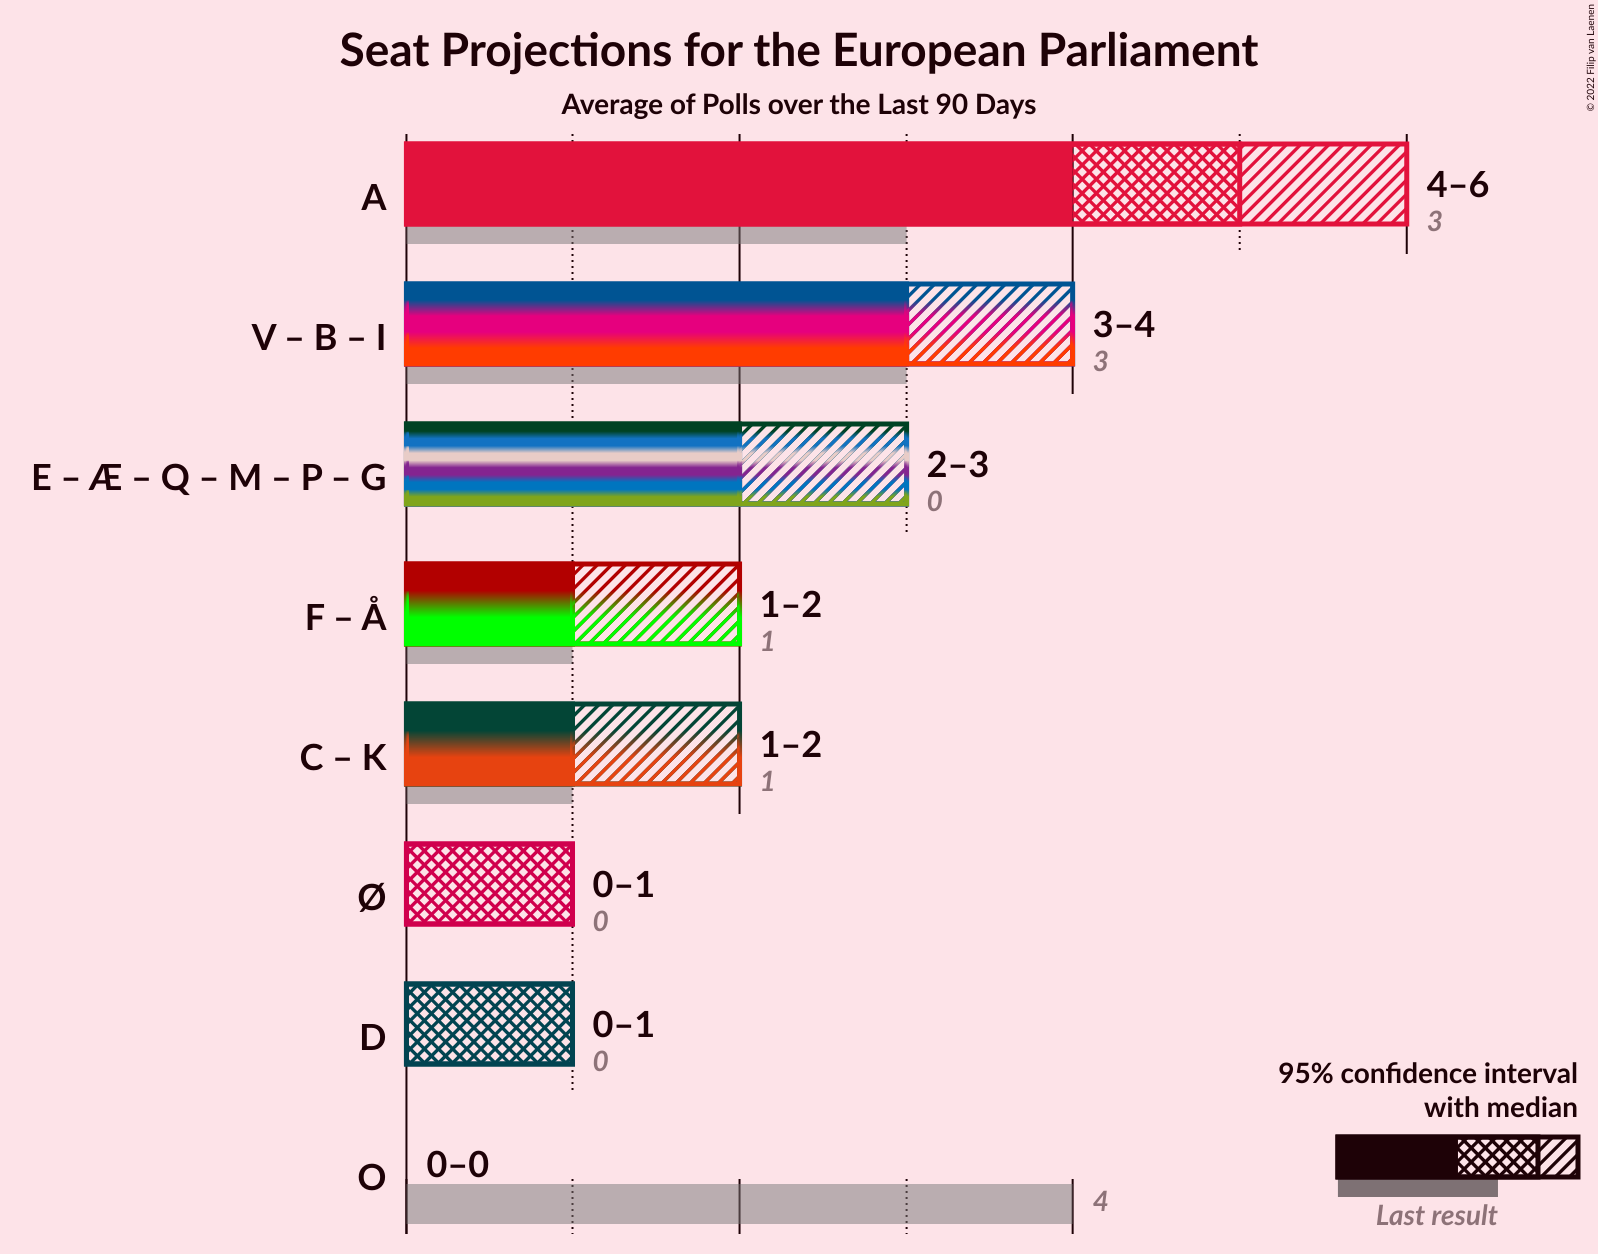 Seat Projections for the European Parliament
Average of Polls over the Last 90 Days
© 2022 Filip van Laenen
A
4–6
3
V – B – I
3–4
3
E – Æ – Q – M – P – G
2–3
0
F – Å
1–2
1
C – K
1–2
1
Ø
0–1
0
D
0–1
0
O
0–0
4
95% confidence interval
with median
Last result